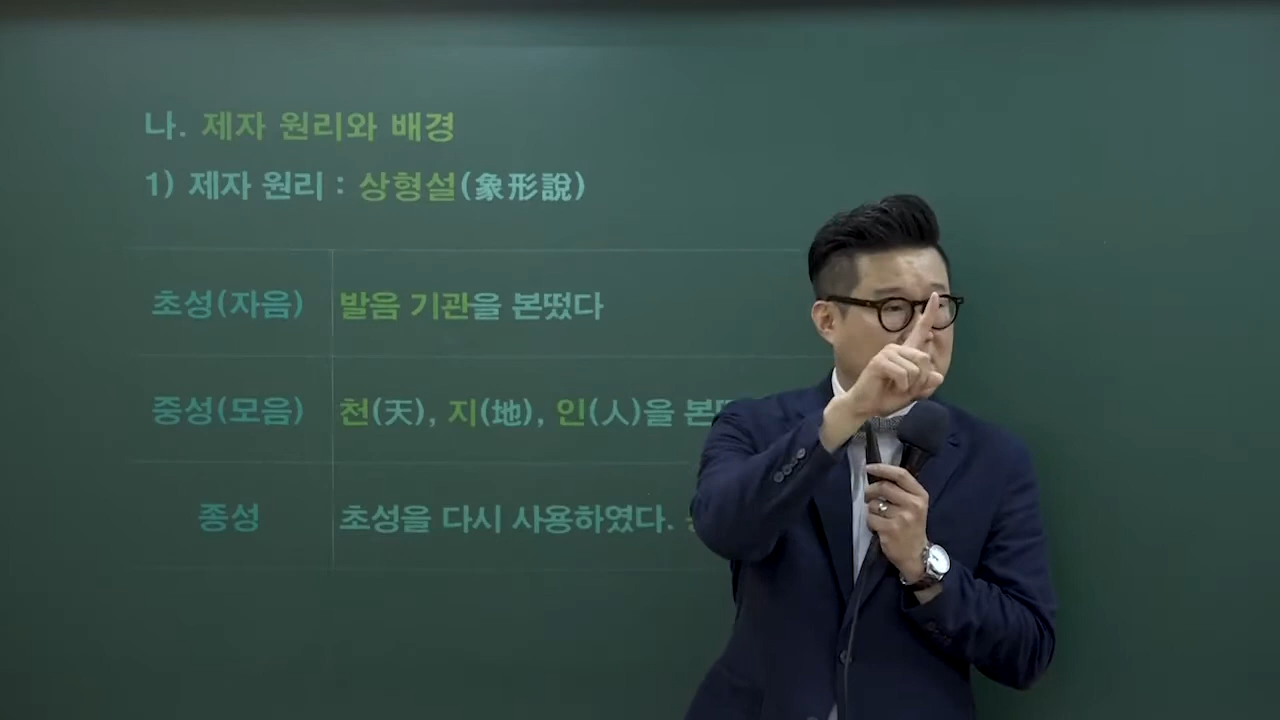 나. 제자 원리와 배경
1) 제자 원리 : 상형설(象形說)
초성(자음) 발음 기관을 본떴다
중성(모음) 천(天), 지(地), 인(人)을
종성 초성을 다시 사용하였다.